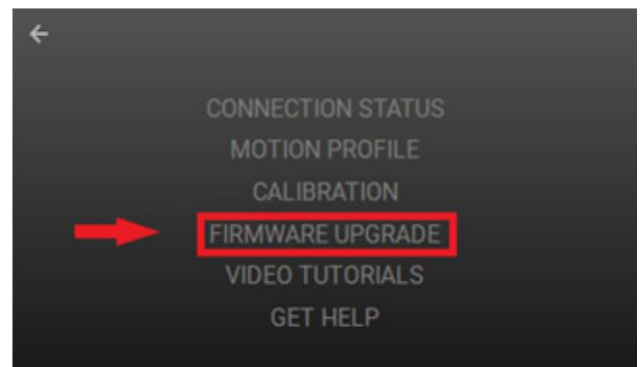 CONNECTION STATUS
MOTION PROFILE
CALIBRATION
FIRMWARE UPGRADE
VIDEO TUTORIALS
GET HELP